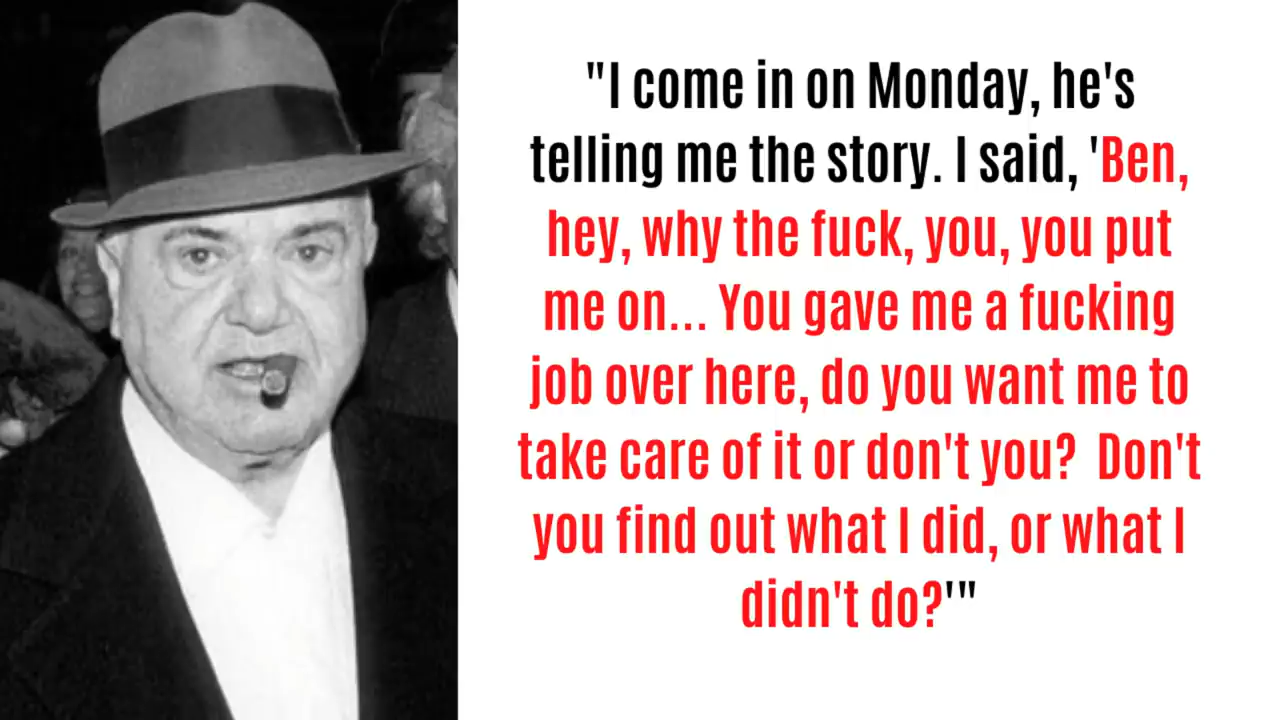 "I come in on Monday, he's
telling me the story. I said, 'Ben,
hey, why the fuck, you, you put
me on... You gave me a fucking
job over here, do you want me to
take care of it or don't you?  Don't
you find out what I did, or what I
didn't do?'"